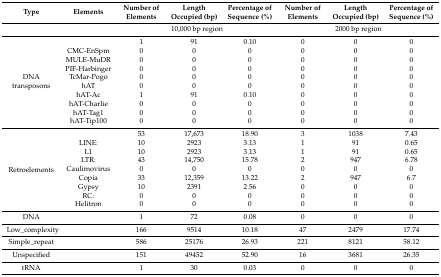 Type Elements Number of Elements Length Occupied (bp) Percentage of Sequence (%) Number of Elements Length Occupied (bp) Percentage of Sequence (%)
10,000 bp region 2000 bp region
DNA transposons 1 91 0.10 0 0 0
CMC-EnSpm 0 0 0 0 0 0
MULE-MuDR 0 0 0 0 0 0
PIF-Harbinger 0 0 0 0 0 0
TcMar-Pogo 0 0 0 0 0 0
hAT 0 0 0 0 0 0
hAT-Ac 1 91 0.10 0 0 0
hAT-Charlie 0 0 0 0 0 0
hAT-Tag1 0 0 0 0 0 0
hAT-Tip100 0 0 0 0 0 0
Retroelements 53 17,673 18.90 3 1038 7.43
LINE: 10 2923 3.13 1 91 0.65
L1 10 2923 3.13 1 91 0.65
LTR: 43 14,750 15.78 2 947 6.78
Caulimovirus 0 0 0 0 0 0
Copia 33 12,359 13.22 2 947 6.7
Gypsy 10 2391 2.56 0 0 0
RC: 0 0 0 0 0 0
Helitron 0 0 0 0 0 0
DNA 1 72 0.08 0 0 0
Low_complexity 166 9514 10.18 47 2479 17.74
Simple_repeat 586 25176 26.93 221 8121 58.12
Unspecified 151 49452 52.90 16 3681 26.35
tRNA 1 30 0.03 0 0 0